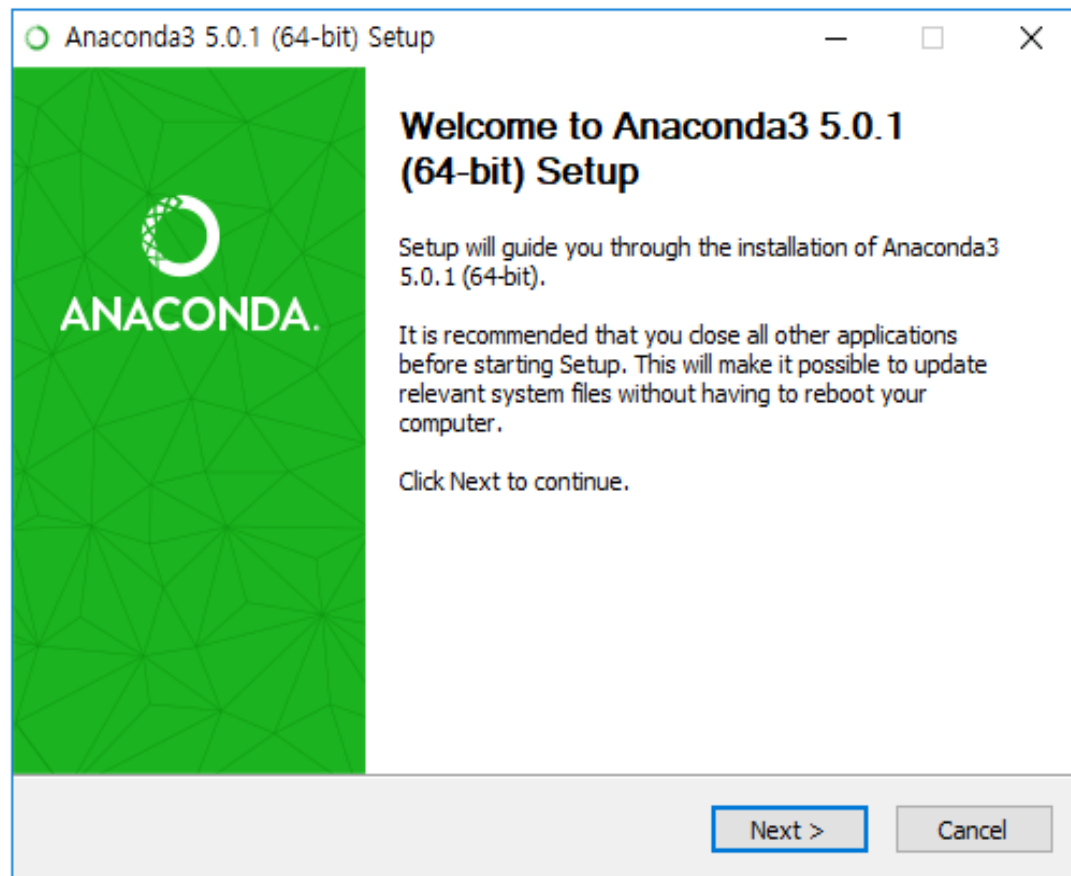 Anaconda3 5.0.1 (64-bit) Setup
Welcome to Anaconda3 5.0.1
(64-bit) Setup
ANACONDA.
Setup will guide you through the installation of Anaconda3
5.0.1 (64-bit).
It is recommended that you close all other applications
before starting Setup. This will make it possible to update
relevant system files without having to reboot your
computer.
Click Next to continue.
Next >
Cancel